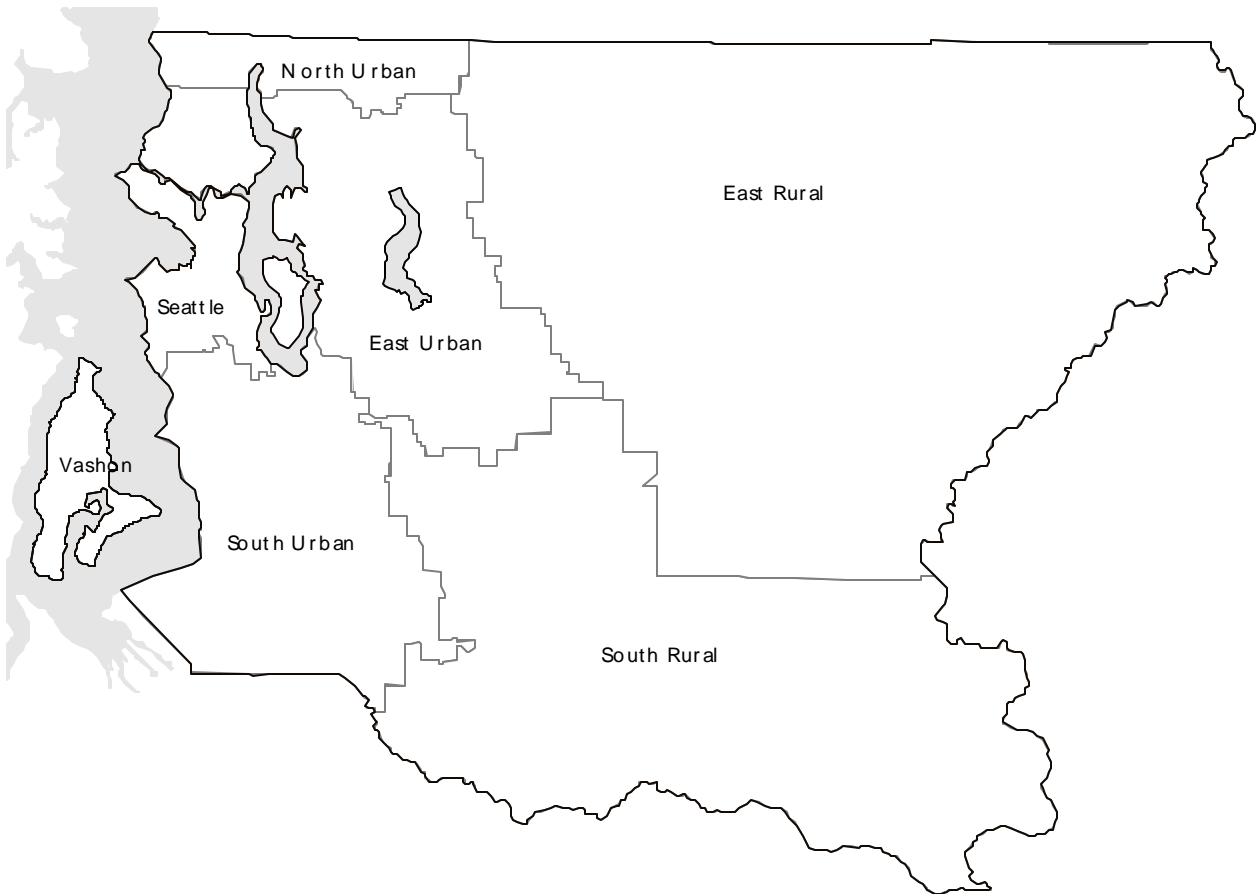 North Urban
East Rural
Seattle
East Urban
Vashon
South Urban
South Rural